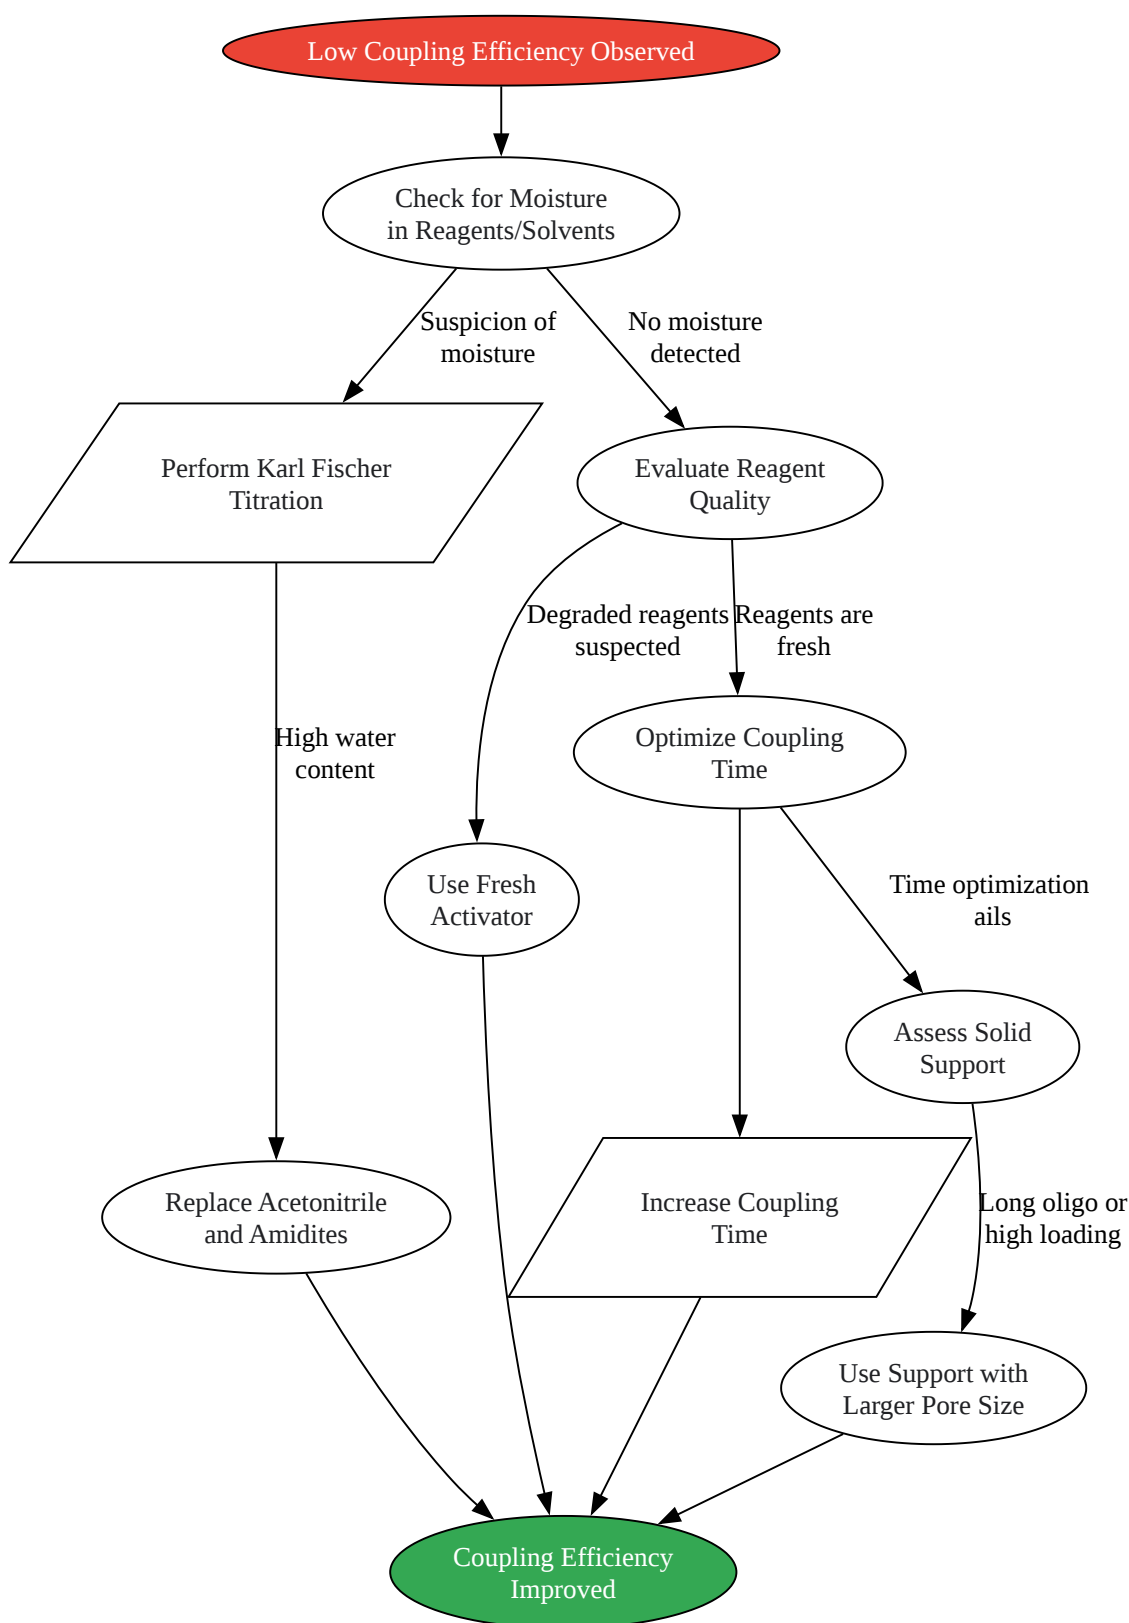 Low Coupling Efficiency Observed
Check for Moisture
in Reagents/Solvents
Suspicion of
moisture
No moisture
detected
Perform Karl Fischer
Titration
Evaluate Reagent
Quality
Degraded reagents
suspected
Reagents are
fresh
High water
content
Optimize Coupling
Time
Use Fresh
Activator
Time optimization
ails
Assess Solid
Support
Replace Acetonitrile
and Amidites
Increase Coupling
Time
Long oligo or
high loading
Use Support with
Larger Pore Size
Coupling Efficiency
Improved